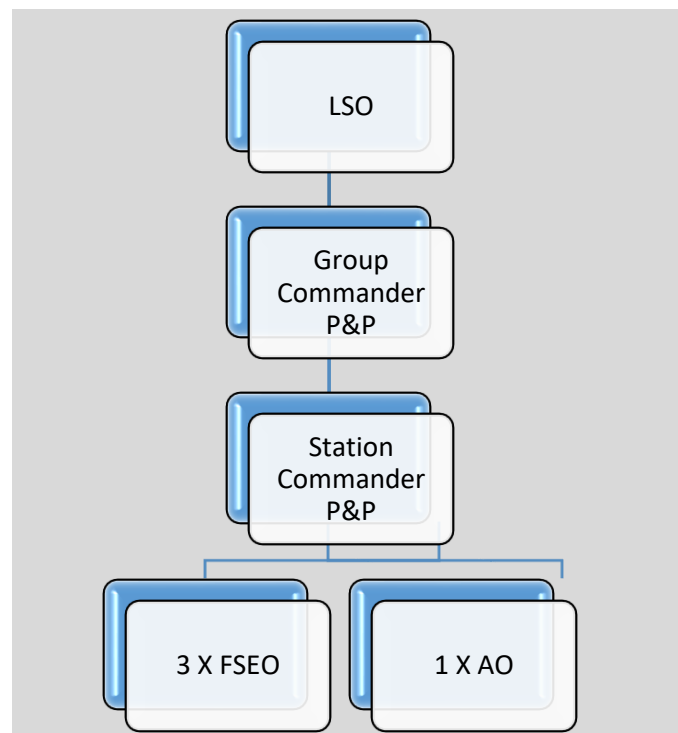 LSO
Group
Commander
P&P
Station
Commander
P&P
3 X FSEO
1 X AO